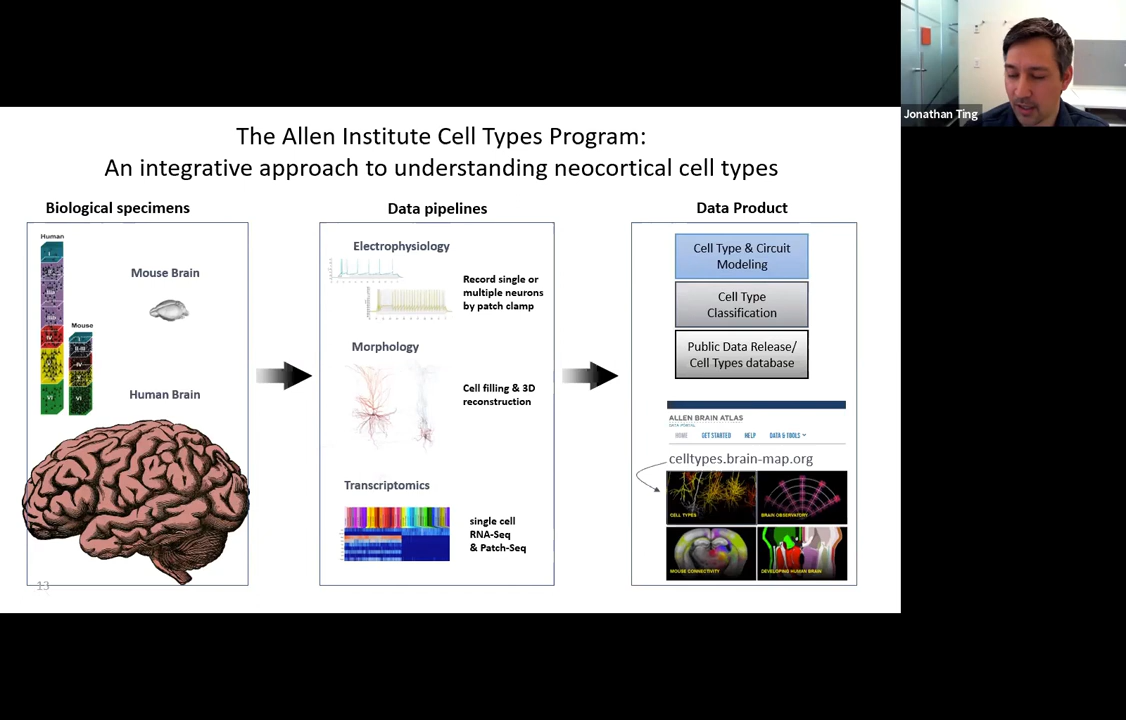 Jonathan Ting
The Allen Institute Cell Types Program:
An integrative approach to understanding neocortical cell types
Biological specimens
Human
Mouse
Mouse Brain
Human Brain
13
Data pipelines
Electrophysiology
Record single or
multiple neurons
by patch clamp
Morphology
Cell filling & 3D
reconstruction
Transcriptomics
single cell
RNA-Seq
& Patch-Seq
Data Product
Cell Type & Circuit
Modeling
Cell Type
Classification
Public Data Release/
Cell Types database
ALLEN BRAIN ATLAS
DATA PORTAL
HOME GET STARTED HELP DATA & TOOLS
celltypes.brain-map.org
CELL TYPES
BRAIN OBSERVATORY
MOUSE CONNECTIVITY
DEVELOPING HUMAN BRAIN